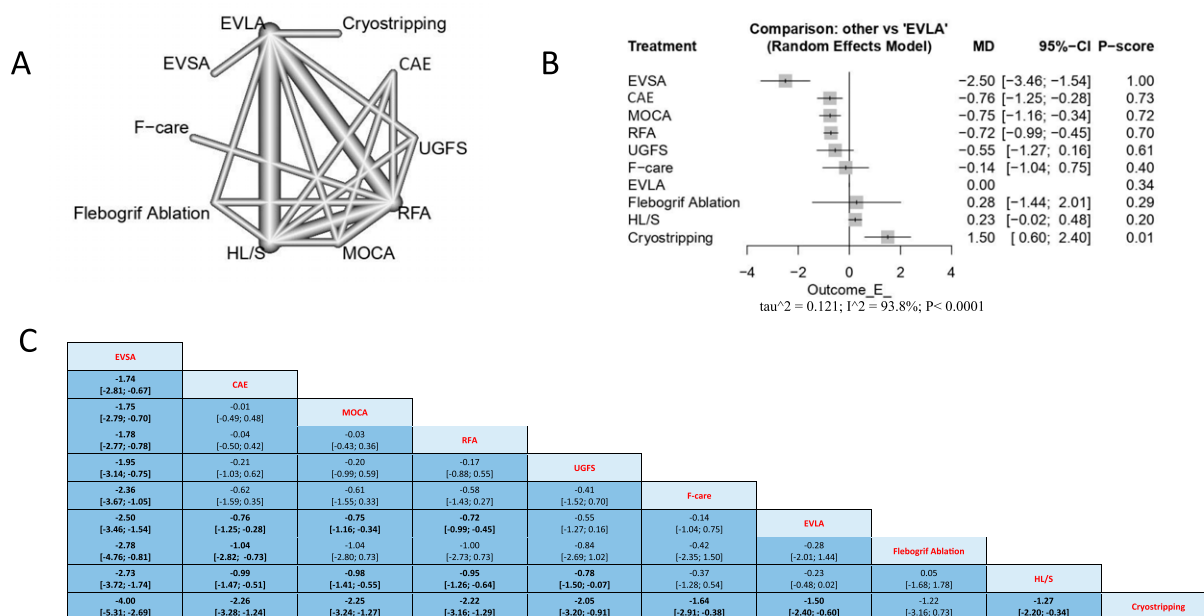 A
EVLA
Cryostripping
EVSA
CAE
F−care
UGFS
Flebogrif Ablation
RFA
HL/S
MOCA
B
Comparison: other vs 'EVLA'
Treatment (Random Effects Model) MD 95%−CI P−score
EVSA −2.50 [−3.46; −1.54] 1.00
CAE −0.76 [−1.25; −0.28] 0.73
MOCA −0.75 [−1.16; −0.34] 0.72
RFA −0.72 [−0.99; −0.45] 0.70
UGFS −0.55 [−1.27; 0.16] 0.61
F−care −0.14 [−1.04; 0.75] 0.40
EVLA 0.00 0.34
Flebogrif Ablation 0.28 [−1.44; 2.01] 0.29
HL/S 0.23 [−0.02; 0.48] 0.20
Cryostripping 1.50 [ 0.60; 2.40] 0.01
−4 −2 0 2 4
Outcome_E_
tau^2 = 0.121; I^2 = 93.8%; P< 0.0001
C
EVSA
-1.74 CAE
[-2.81; -0.67]
-1.75 -0.01 MOCA
[-2.79; -0.70] [-0.49; 0.48]
-1.78 -0.04 -0.03 RFA
[-2.77; -0.78] [-0.50; 0.42] [-0.43; 0.36]
-1.95 -0.21 -0.20 -0.17 UGFS
[-3.14; -0.75] [-1.03; 0.62] [-0.99; 0.59] [-0.88; 0.55]
-2.36 -0.62 -0.61 -0.58 -0.41 F-care
[-3.67; -1.05] [-1.59; 0.35] [-1.55; 0.33] [-1.43; 0.27] [-1.52; 0.70]
-2.50 -0.76 -0.75 -0.72 -0.55 -0.14 EVLA
[-3.46; -1.54] [-1.25; -0.28] [-1.16; -0.34] [-0.99; -0.45] [-1.27; 0.16] [-1.04; 0.75]
-2.78 -1.04 -1.04 -1.00 -0.84 -0.42 -0.28 Flebogrif Ablation
[-4.76; -0.81] [-2.82; -0.73] [-2.80; 0.73] [-2.73; 0.73] [-2.69; 1.02] [-2.35; 1.50] [-2.01; 1.44]
-2.73 -0.99 -0.98 -0.95 -0.78 -0.37 -0.23 0.05 HL/S
[-3.72; -1.74] [-1.47; -0.51] [-1.41; -0.55] [-1.26; -0.64] [-1.50; -0.07] [-1.28; 0.54] [-0.48; 0.02] [-1.68; 1.78]
-4.00 -2.26 -2.25 -2.22 -2.05 -1.64 -1.50 -1.22 -1.27 Cryostripping
[-5.31; -2.69] [-3.28; -1.24] [-3.24; -1.27] [-3.16; -1.29] [-3.20; -0.91] [-2.91; -0.38] [-2.40; -0.60] [-3.16; 0.73] [-2.20; -0.34]